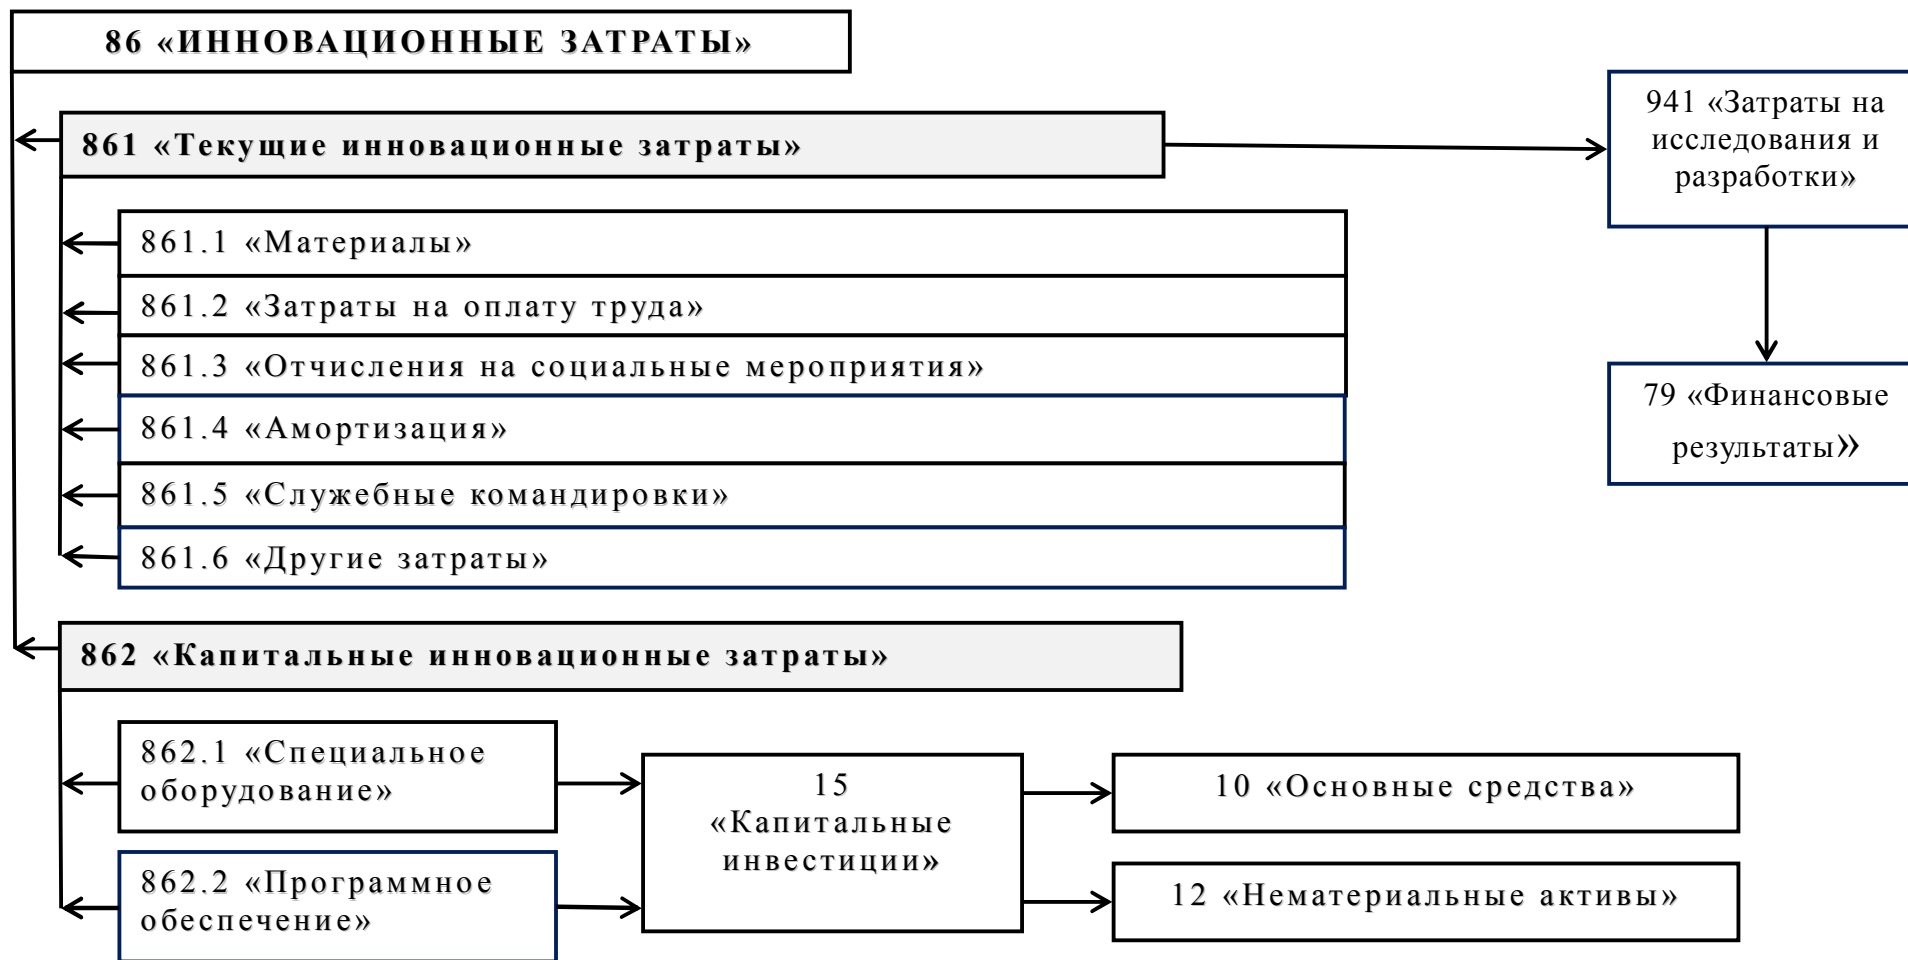 86 «ИННОВАЦИОННЫЕ ЗАТРАТЫ»
861 «Текущие инновационные затраты»
941 «Затраты на
исследования и
разработки»
861.1 «Материалы»
861.2 «Затраты на оплату труда»
861.3 «Отчисления на социальные мероприятия»
861.4 «Амортизация»
861.5 «Служебные командировки»
861.6 «Другие затраты»
79 «Финансовые
результаты»
862 «Капитальные инновационные затраты»
862.1 «Специальное
оборудование»
862.2 «Программное
обеспечение»
15
«Капитальные
инвестиции»
10 «Основные средства»
12 «Нематериальные активы»